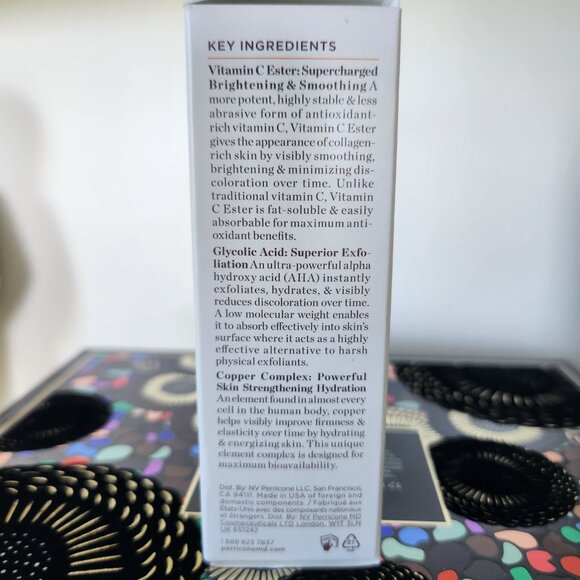 KEY INGREDIENTS
Vitamin C Ester: Supercharged
Brightening & Smoothing A
more potent, highly stable & less
abrasive form of antioxidant-
rich vitamin C, Vitamin C Ester
gives the appearance of collagen-
rich skin by visibly smoothing,
brightening & minimizing dis-
coloration over time. Unlike
traditional vitamin C, Vitamin
C Ester is fat-soluble & easily
absorbable for maximum anti-
oxidant benefits.
Glycolic Acid: Superior Exfo-
liation An ultra-powerful alpha
hydroxy acid (AHA) instantly
exfoliates, hydrates, & visibly
reduces discoloration over time.
A low molecular weight enables
it to absorb effectively into skin's
surface where it acts as a highly
effective alternative to harsh
physical exfoliants.
Copper Complex: Powerful
Skin Strengthening Hydration
An element found in almost every
cell in the human body, copper
helps visibly improve firmness &
elasticity over time by hydrating
& energizing skin. This unique
element complex is designed for
maximum bioavailability.
Dist. By: NV Perricone LLC, San Francisco,
CA 94111. Made in USA of foreign and
domestic components. / Fabriqué aux
États-Unis avec des composants nationaux
et étrangers Dist. By: NV Perricone MD
Cosmeceuticals LTD London, W1T 3LN
UK 651242
1 888 823 7837
perriconemd.com